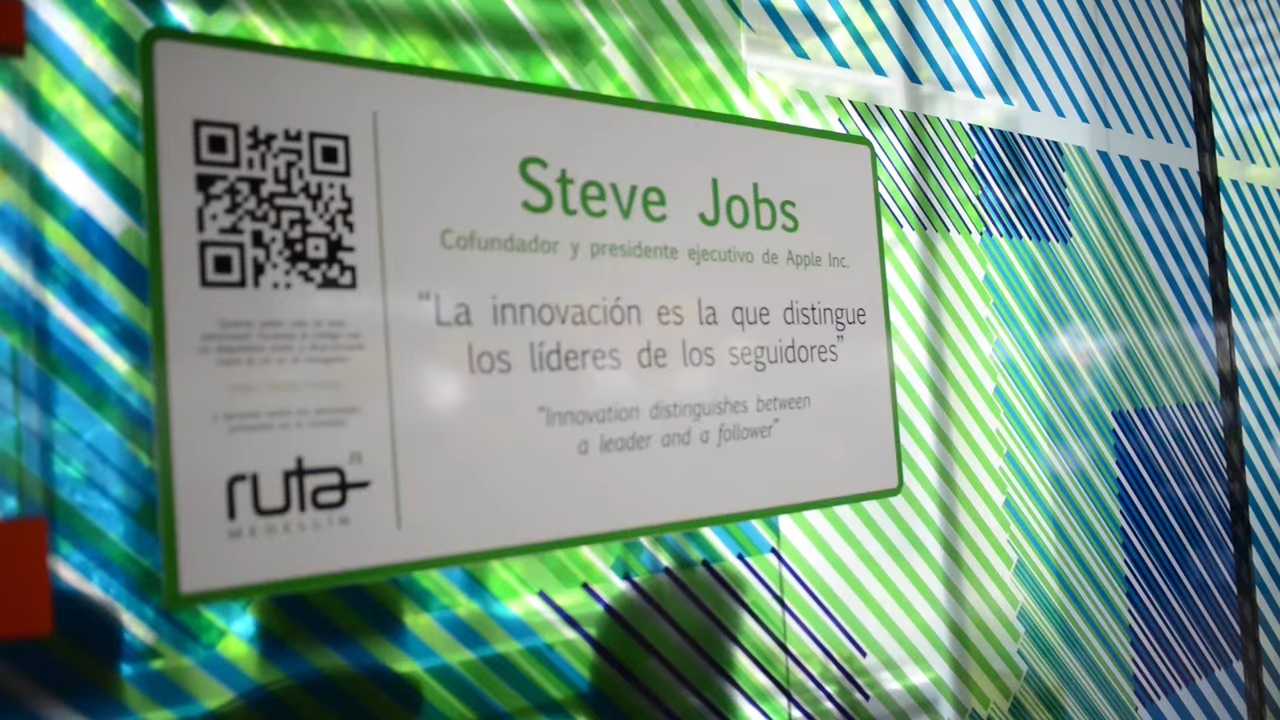 Steve Jobs
Cofundador y presidente ejecutivo de Apple Inc.
“La innovación es la que distingue
los líderes de los seguidores”
"Innovation distinguishes between
a leader and a follower"
ruta
MEDELLÍN